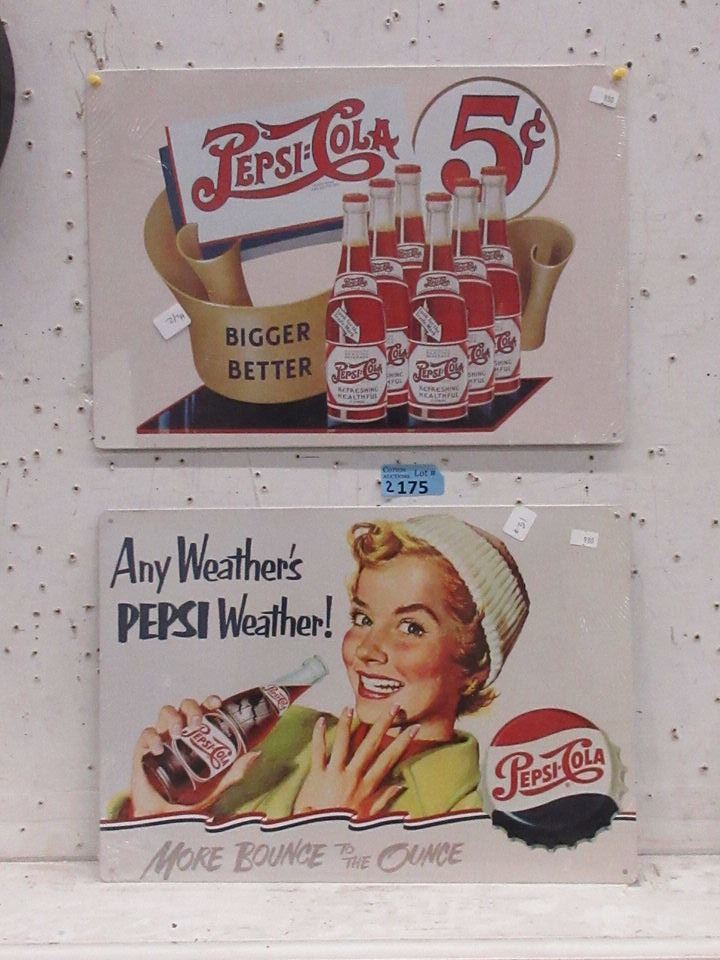 PEPSI-COLA
5¢
BIGGER
BETTER
PEPSI-COLA
REFRESHING
HEALTHFUL
PEPSI-COLA
REFRESHING
HEALTHFUL
Lot #
2175
Any Weather's
PEPSI Weather!
PEPSI-COLA
PEPSI-COLA
MORE BOUNCE TO THE OUNCE